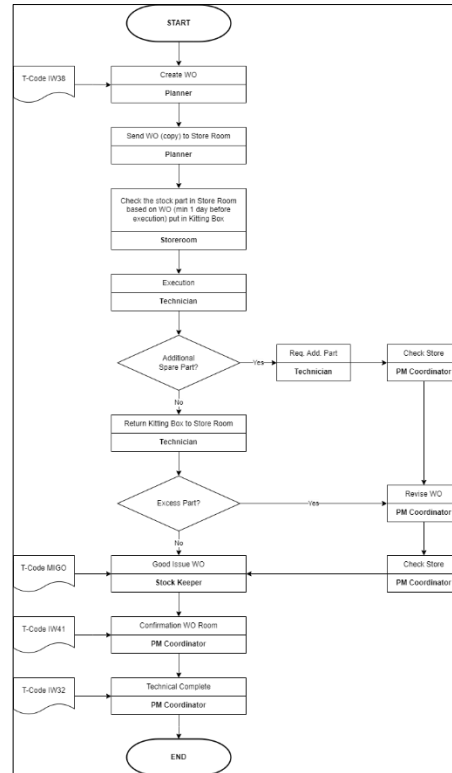 START
T-Code IW38
Create WO
Planner
Send WO (copy) to Store Room
Planner
Check the stock part in Store Room
based on WO (min 1 day before
execution) put in Kitting Box
Storeroom
Execution
Technician
Additional
Spare Part?
Yes
Req. Add. Part
Technician
Check Store
PM Coordinator
No
Return Kitting Box to Store Room
Technician
Excess Part?
Yes
Revise WO
PM Coordinator
No
T-Code MIGO
Good Issue WO
Stock Keeper
Check Store
PM Coordinator
T-Code IW41
Confirmation WO Room
PM Coordinator
T-Code IW32
Technical Complete
PM Coordinator
END